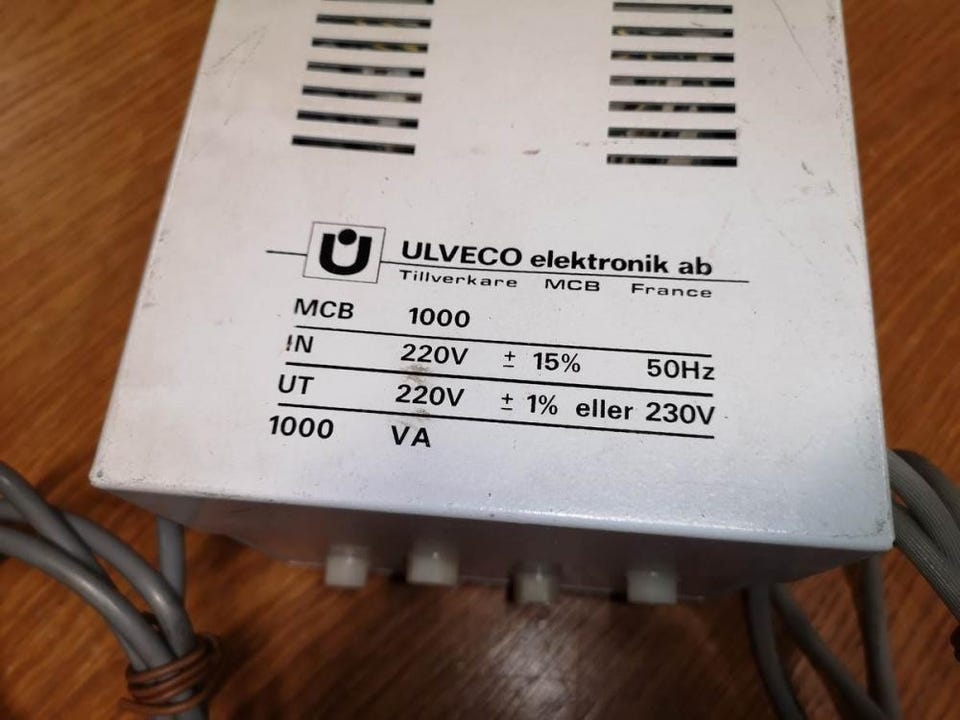 ULVECO elektronik ab
Tillverkare MCB France
MCB 1000
IN 220V ± 15% 50Hz
UT 220V ± 1% eller 230V
1000 VA